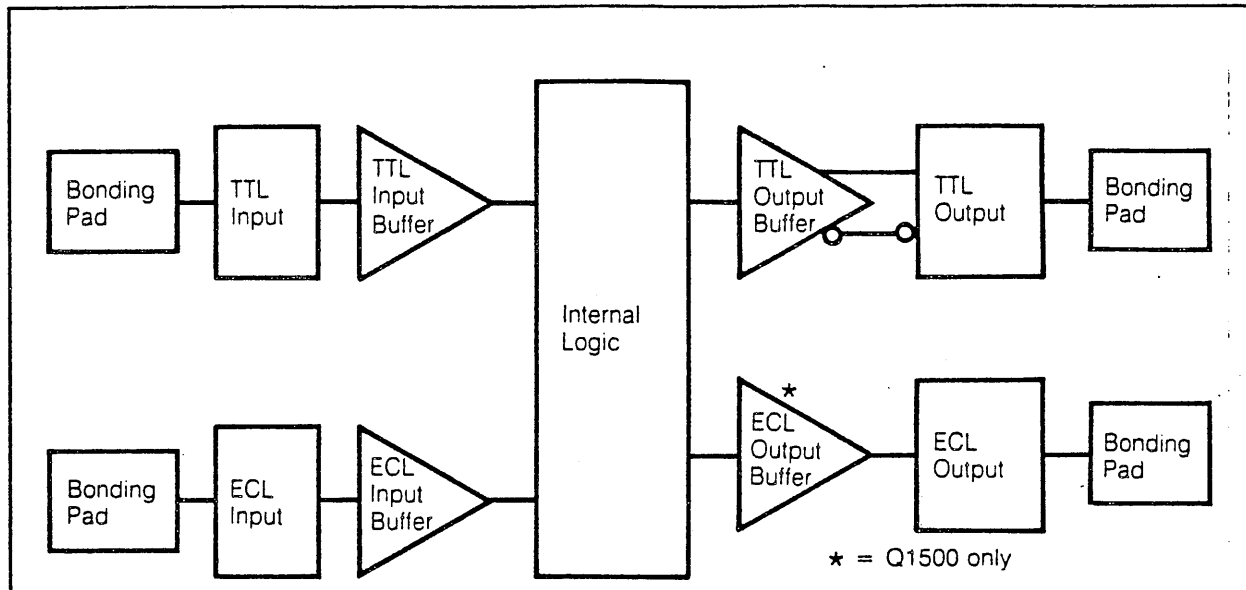 Bonding
Pad
TTL
Input
TTL
Input
Buffer
Internal
Logic
TTL
Output
Buffer
TTL
Output
Bonding
Pad
Bonding
Pad
ECL
Input
ECL
Input
Buffer
*
ECL
Output
Buffer
ECL
Output
Bonding
Pad
* = Q1500 only